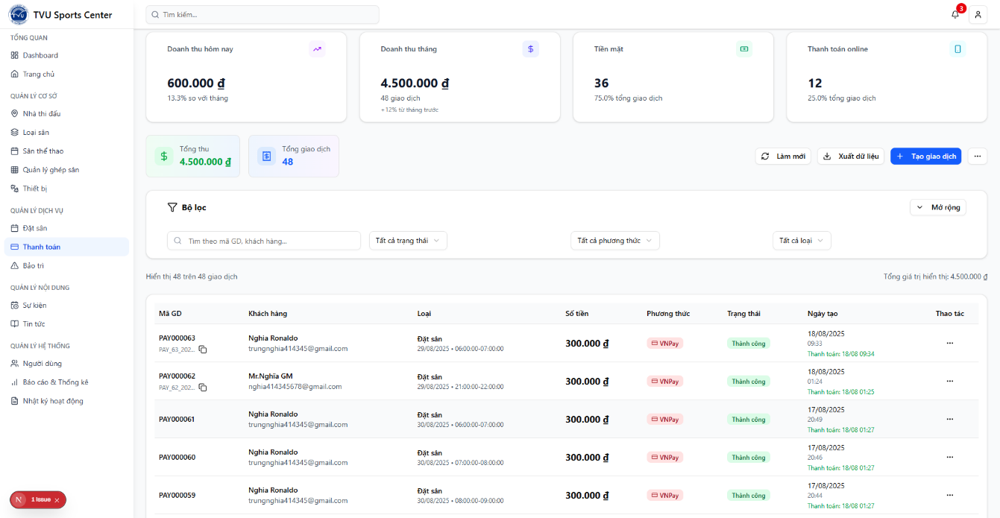 TVU Sports Center
Tìm kiếm...
3
TỔNG QUAN
Dashboard
Trang chủ
QUẢN LÝ CƠ SỞ
Nhà thi đấu
Loại sân
Sân thể thao
Quản lý ghép sân
Thiết bị
QUẢN LÝ DỊCH VỤ
Đặt sân
Thanh toán
Bảo trì
QUẢN LÝ NỘI DUNG
Sự kiện
Tin tức
QUẢN LÝ HỆ THỐNG
Người dùng
Báo cáo & Thống kê
Nhật ký hoạt động
N 1 Issue ×
Doanh thu hôm nay
600.000 ₫
13.3% so với tháng
Doanh thu tháng
4.500.000 ₫
48 giao dịch
+12% từ tháng trước
Tiền mặt
36
75.0% tổng giao dịch
Thanh toán online
12
25.0% tổng giao dịch
Tổng thu
4.500.000 ₫
Tổng giao dịch
48
Làm mới
Xuất dữ liệu
+ Tạo giao dịch
...
Bộ lọc
Mở rộng
Tìm theo mã GD, khách hàng...
Tất cả trạng thái
Tất cả phương thức
Tất cả loại
Hiển thị 48 trên 48 giao dịch
Tổng giá trị hiển thị: 4.500.000 ₫
Mã GD Khách hàng Loại Số tiền Phương thức Trạng thái Ngày tạo Thao tác
PAY000063
PAY_63_202...
Nghia Ronaldo
trungnghia414345@gmail.com
Đặt sân
29/08/2025 • 06:00:00-07:00:00
300.000 ₫
VNPay
Thành công
18/08/2025
09:33
Thanh toán: 18/08 09:34
...
PAY000062
PAY_62_202...
Mr.Nghĩa GM
nghia414345678@gmail.com
Đặt sân
29/08/2025 • 21:00:00-22:00:00
300.000 ₫
VNPay
Thành công
18/08/2025
01:24
Thanh toán: 18/08 01:25
...
PAY000061
Nghia Ronaldo
trungnghia414345@gmail.com
Đặt sân
30/08/2025 • 06:00:00-07:00:00
300.000 ₫
VNPay
Thành công
17/08/2025
20:49
Thanh toán: 18/08 01:27
...
PAY000060
Nghia Ronaldo
trungnghia414345@gmail.com
Đặt sân
30/08/2025 • 07:00:00-08:00:00
300.000 ₫
VNPay
Thành công
17/08/2025
20:46
Thanh toán: 18/08 01:27
...
PAY000059
Nghia Ronaldo
trungnghia414345@gmail.com
Đặt sân
30/08/2025 • 08:00:00-09:00:00
300.000 ₫
VNPay
Thành công
17/08/2025
20:44
Thanh toán: 18/08 01:27
...